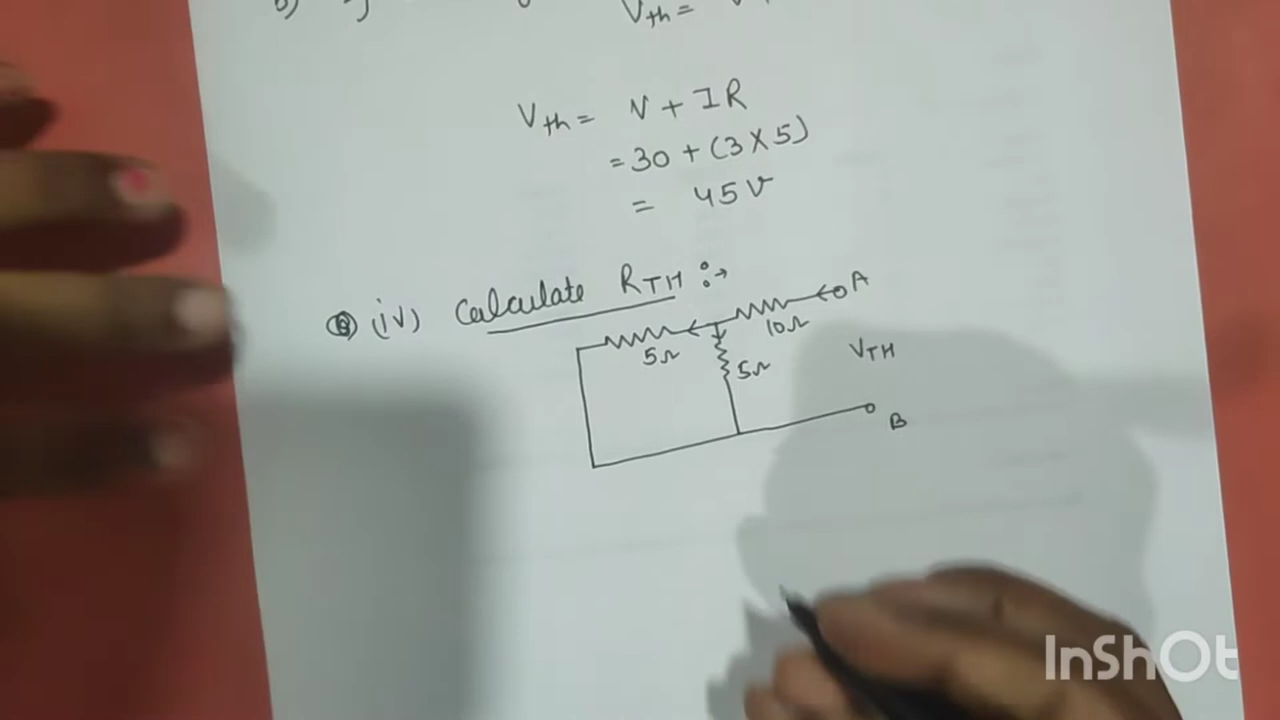 b)
Vth =
Vth = V + IR
= 30 + (3 X 5)
= 45V
(iv) Calculate RTH :→
A
5Ω 10Ω
5Ω VTH
B
InShOt